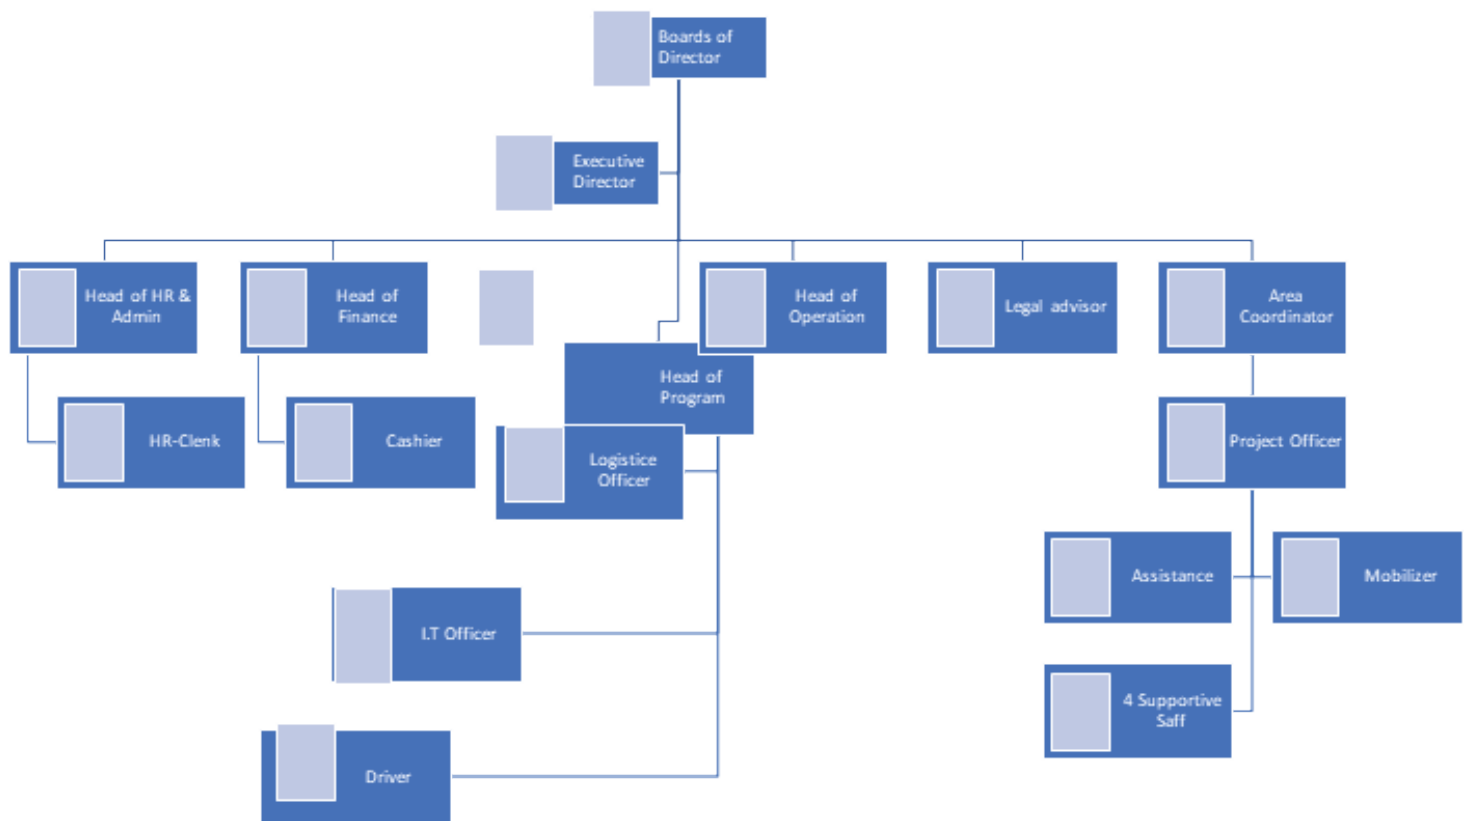 Boards of
Director
Executive
Director
Head of HR &
Admin
Head of
Finance
Head of
Operation
Legal advisor
Area
Coordinator
Head of
Program
HR-Clenk
Cashier
Logistice
Officer
Project Officer
Assistance
Mobilizer
I.T Officer
4 Supportive
Saff
Driver